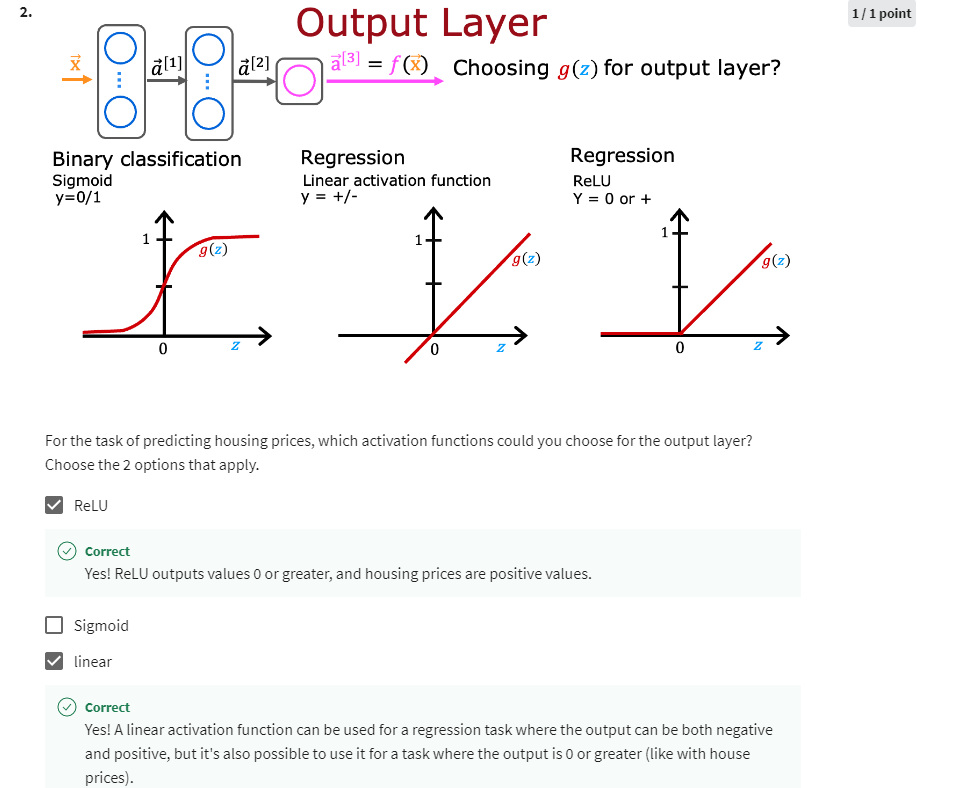 2.
1 / 1 point
Output Layer
x⃗ a⃗[1] a⃗[2] a⃗[3] = f(x⃗) Choosing g(z) for output layer?
Binary classification
Sigmoid
y=0/1
1
g(z)
0
z
Regression
Linear activation function
y = +/-
1
g(z)
0
z
Regression
ReLU
Y = 0 or +
1
g(z)
0
z
For the task of predicting housing prices, which activation functions could you choose for the output layer?
Choose the 2 options that apply.
ReLU
Correct
Yes! ReLU outputs values 0 or greater, and housing prices are positive values.
Sigmoid
linear
Correct
Yes! A linear activation function can be used for a regression task where the output can be both negative
and positive, but it's also possible to use it for a task where the output is 0 or greater (like with house
prices).